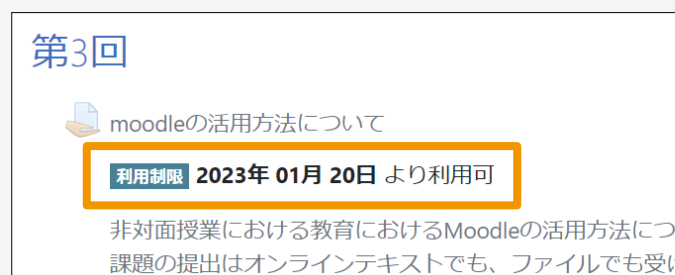 第3回
moodleの活用方法について
利用制限 2023年 01月 20日 より利用可
非対面授業における教育におけるMoodleの活用方法につ
課題の提出はオンラインテキストでも、ファイルでも受け